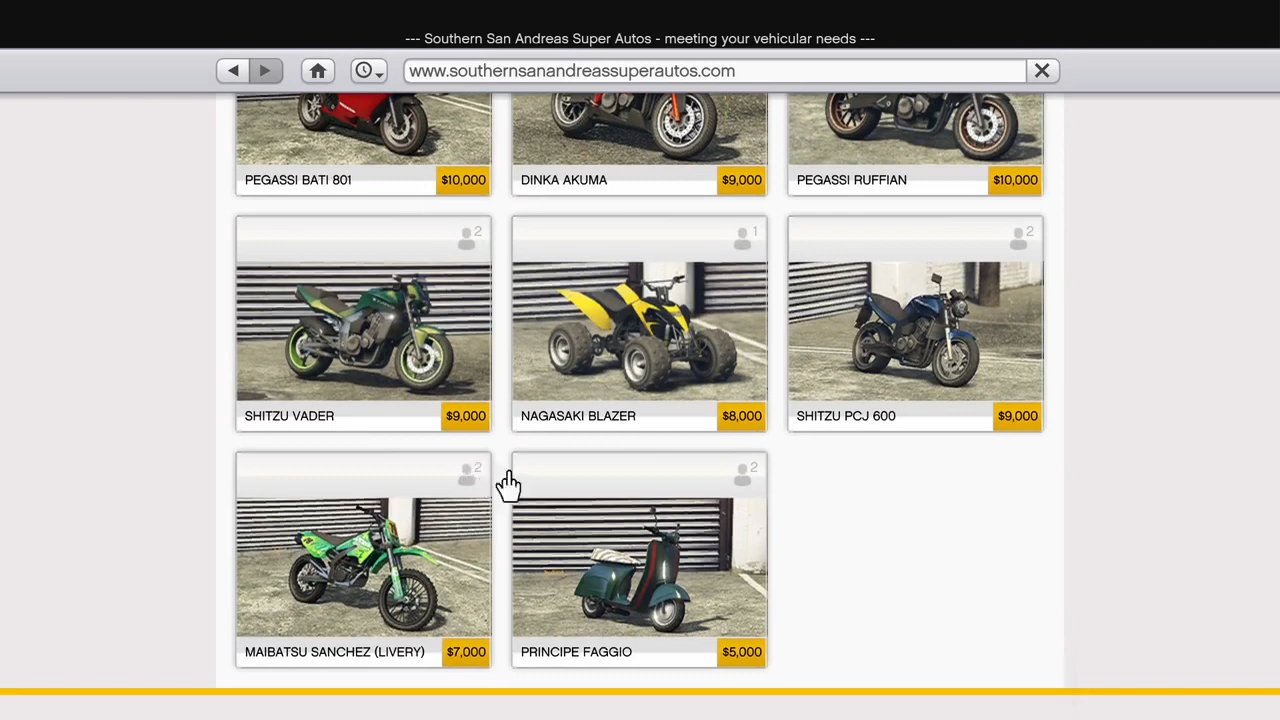 --- Southern San Andreas Super Autos - meeting your vehicular needs ---
www.southernsanandreassuperautos.com
PEGASSI BATI 801 $10,000
DINKA AKUMA $9,000
PEGASSI RUFFIAN $10,000
2
1
2
SHITZU VADER $9,000
NAGASAKI BLAZER $8,000
SHITZU PCJ 600 $9,000
2
2
MAIBATSU SANCHEZ (LIVERY) $7,000
PRINCIPE FAGGIO $5,000